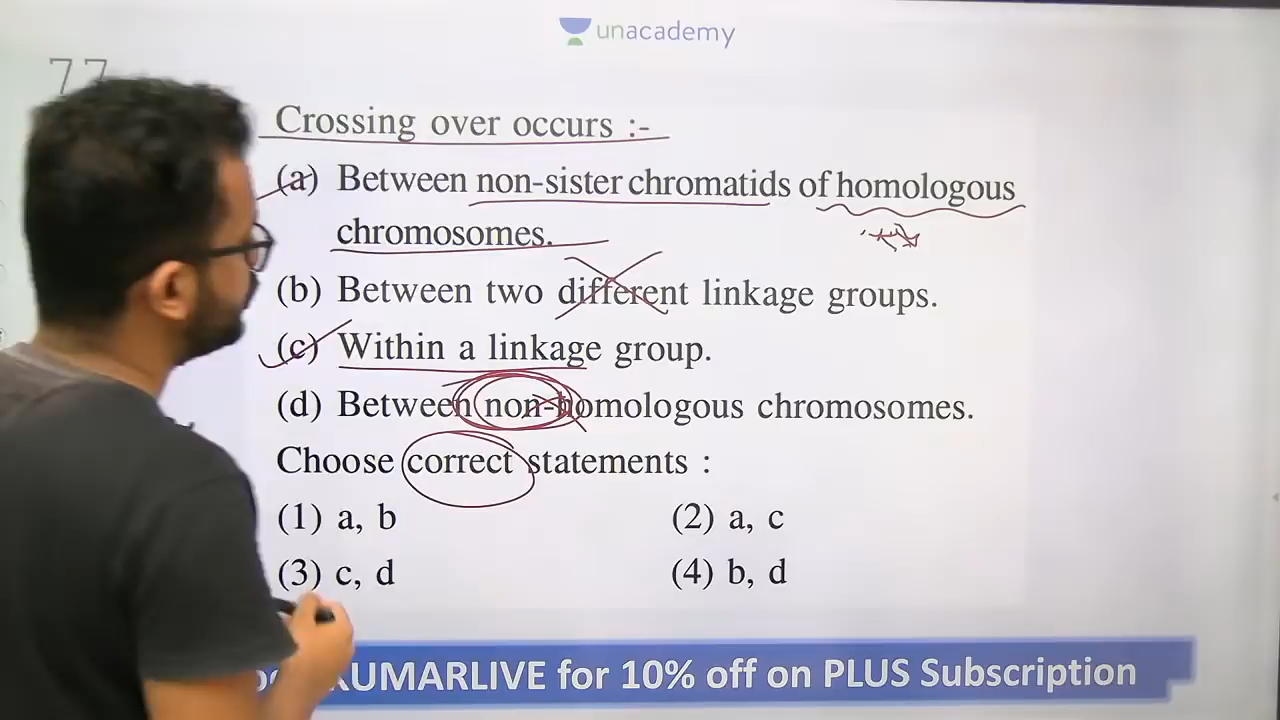 unacademy
77
Crossing over occurs :-
(a) Between non-sister chromatids of homologous
chromosomes.
(b) Between two different linkage groups.
(c) Within a linkage group.
(d) Between non-homologous chromosomes.
Choose correct statements :
(1) a, b (2) a, c
(3) c, d (4) b, d
KUMARLIVE for 10% off on PLUS Subscription